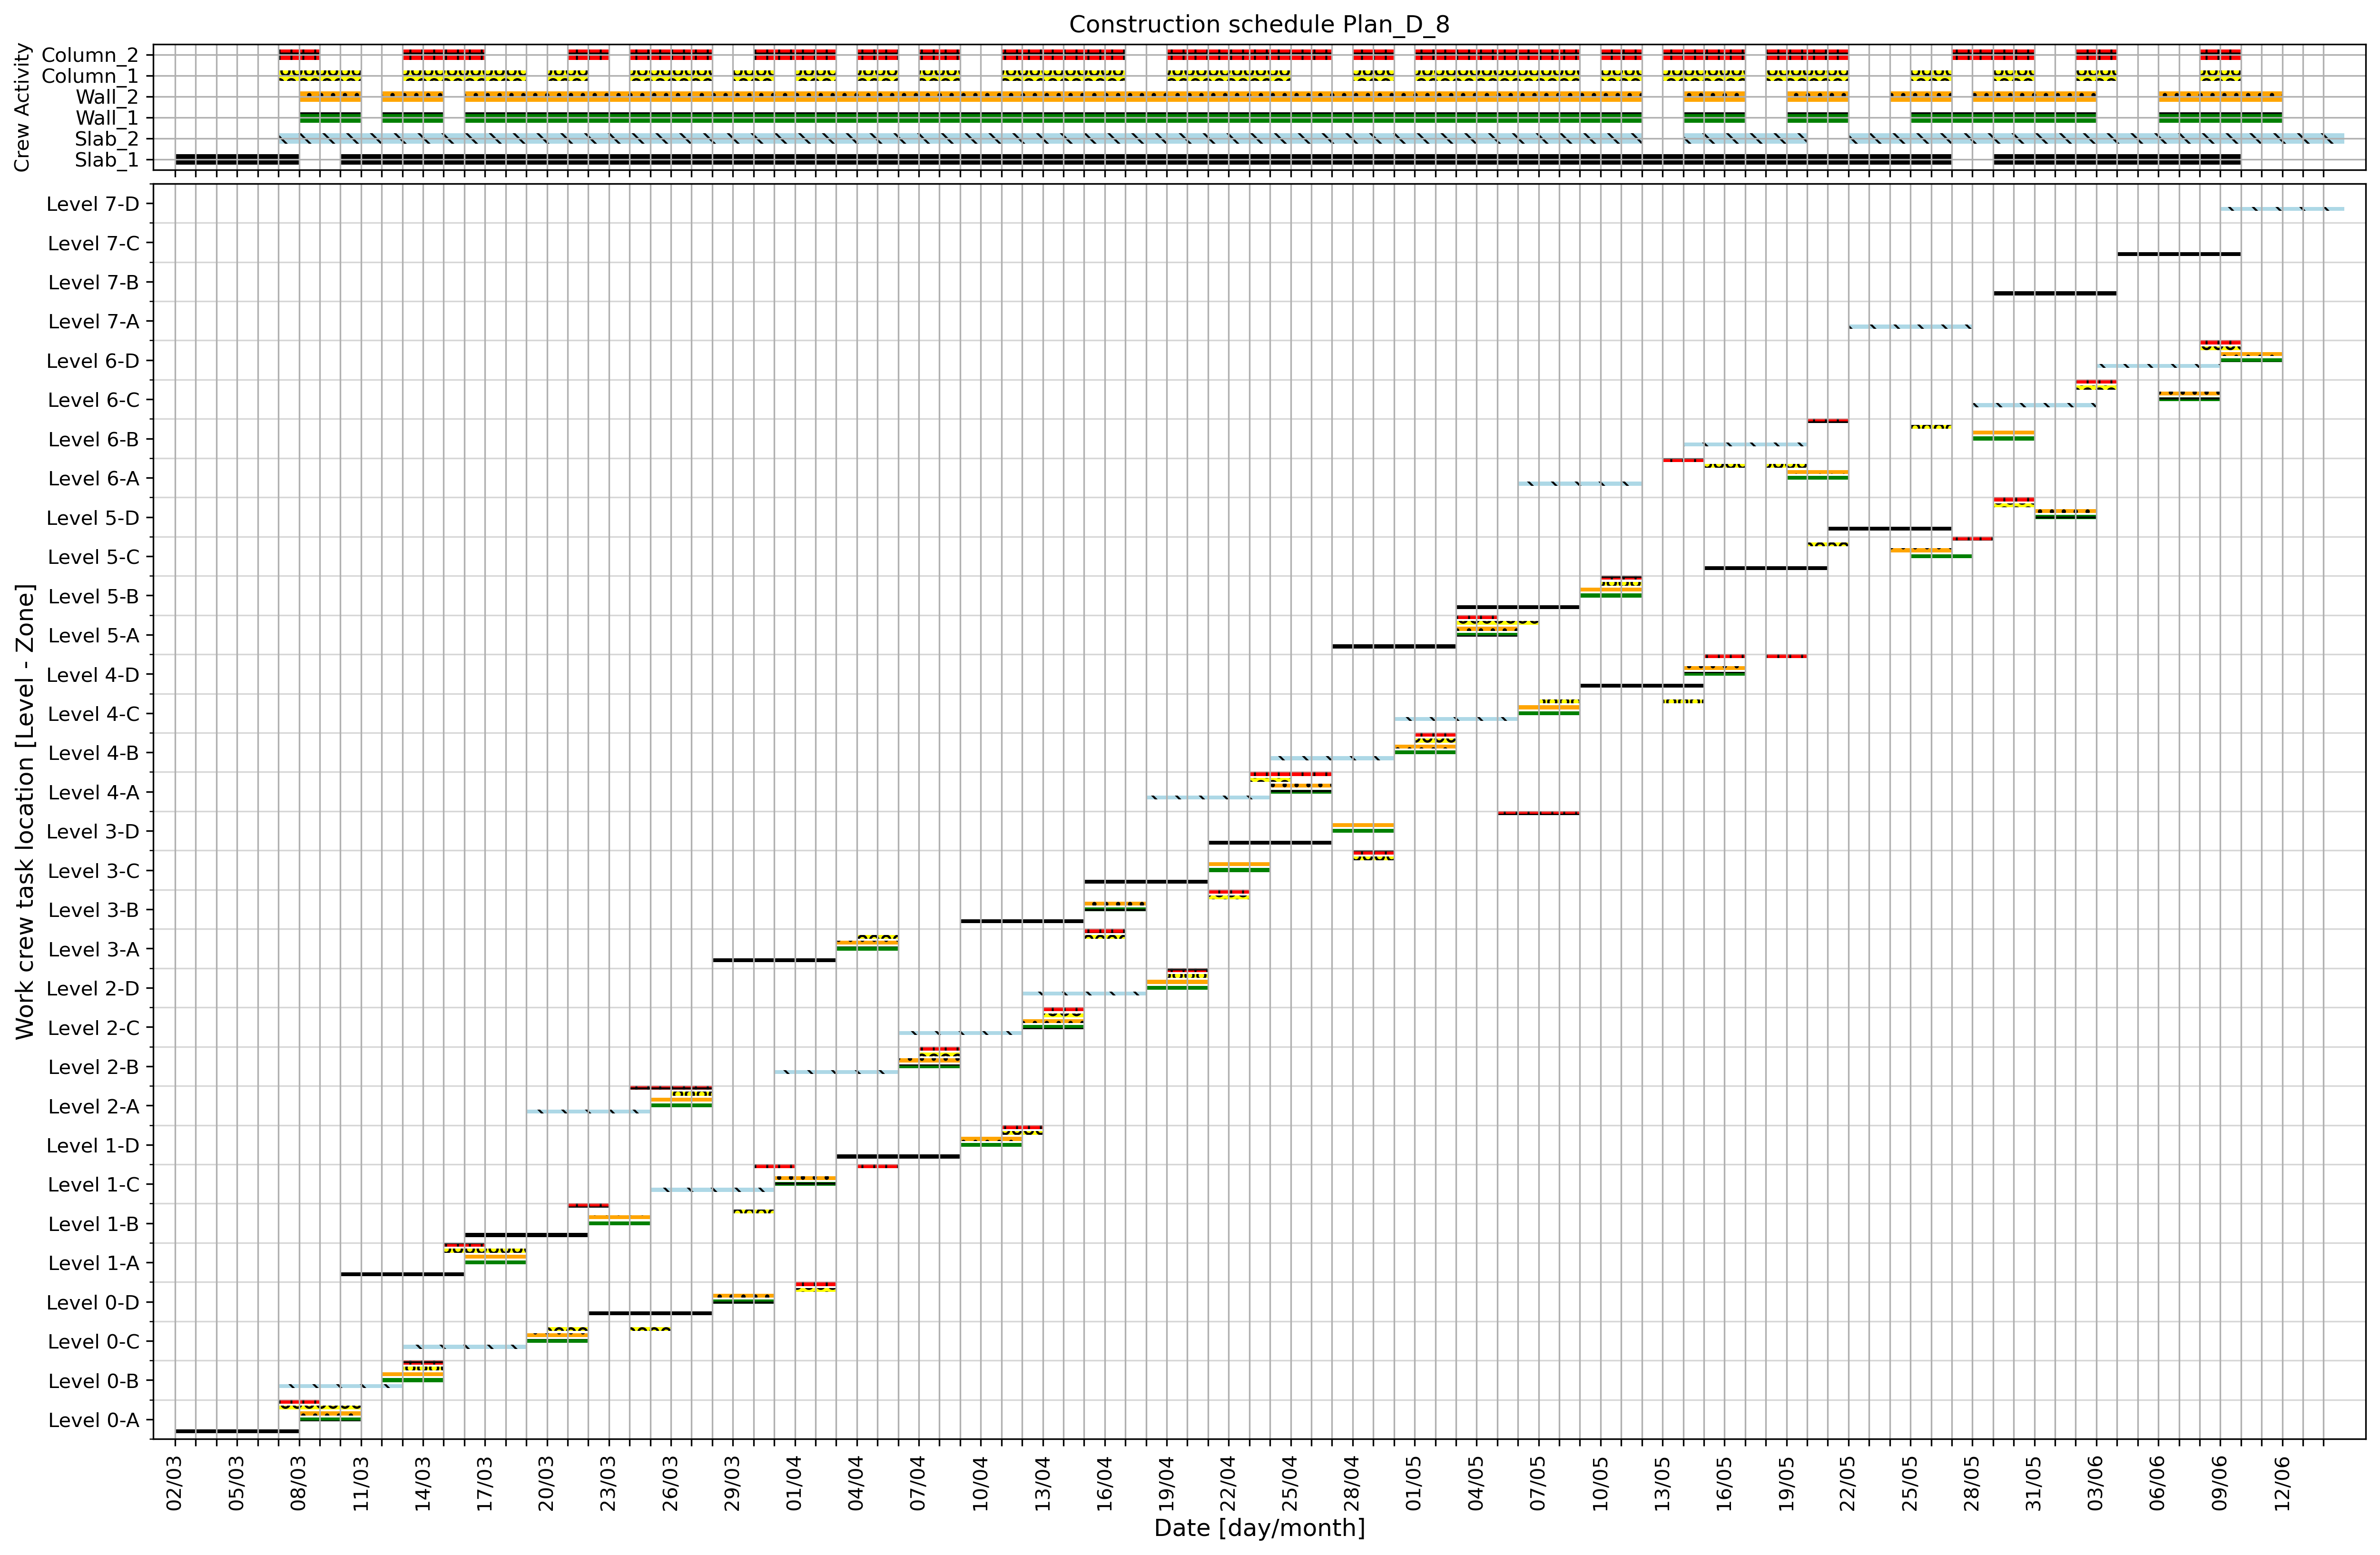 Construction schedule Plan_D_8
Crew Activity
Column_2
Column_1
Wall_2
Wall_1
Slab_2
Slab_1
Work crew task location [Level - Zone]
Level 7-D
Level 7-C
Level 7-B
Level 7-A
Level 6-D
Level 6-C
Level 6-B
Level 6-A
Level 5-D
Level 5-C
Level 5-B
Level 5-A
Level 4-D
Level 4-C
Level 4-B
Level 4-A
Level 3-D
Level 3-C
Level 3-B
Level 3-A
Level 2-D
Level 2-C
Level 2-B
Level 2-A
Level 1-D
Level 1-C
Level 1-B
Level 1-A
Level 0-D
Level 0-C
Level 0-B
Level 0-A
02/03 05/03 08/03 11/03 14/03 17/03 20/03 23/03 26/03 29/03 01/04 04/04 07/04 10/04 13/04 16/04 19/04 22/04 25/04 28/04 01/05 04/05 07/05 10/05 13/05 16/05 19/05 22/05 25/05 28/05 31/05 03/06 06/06 09/06 12/06
Date [day/month]